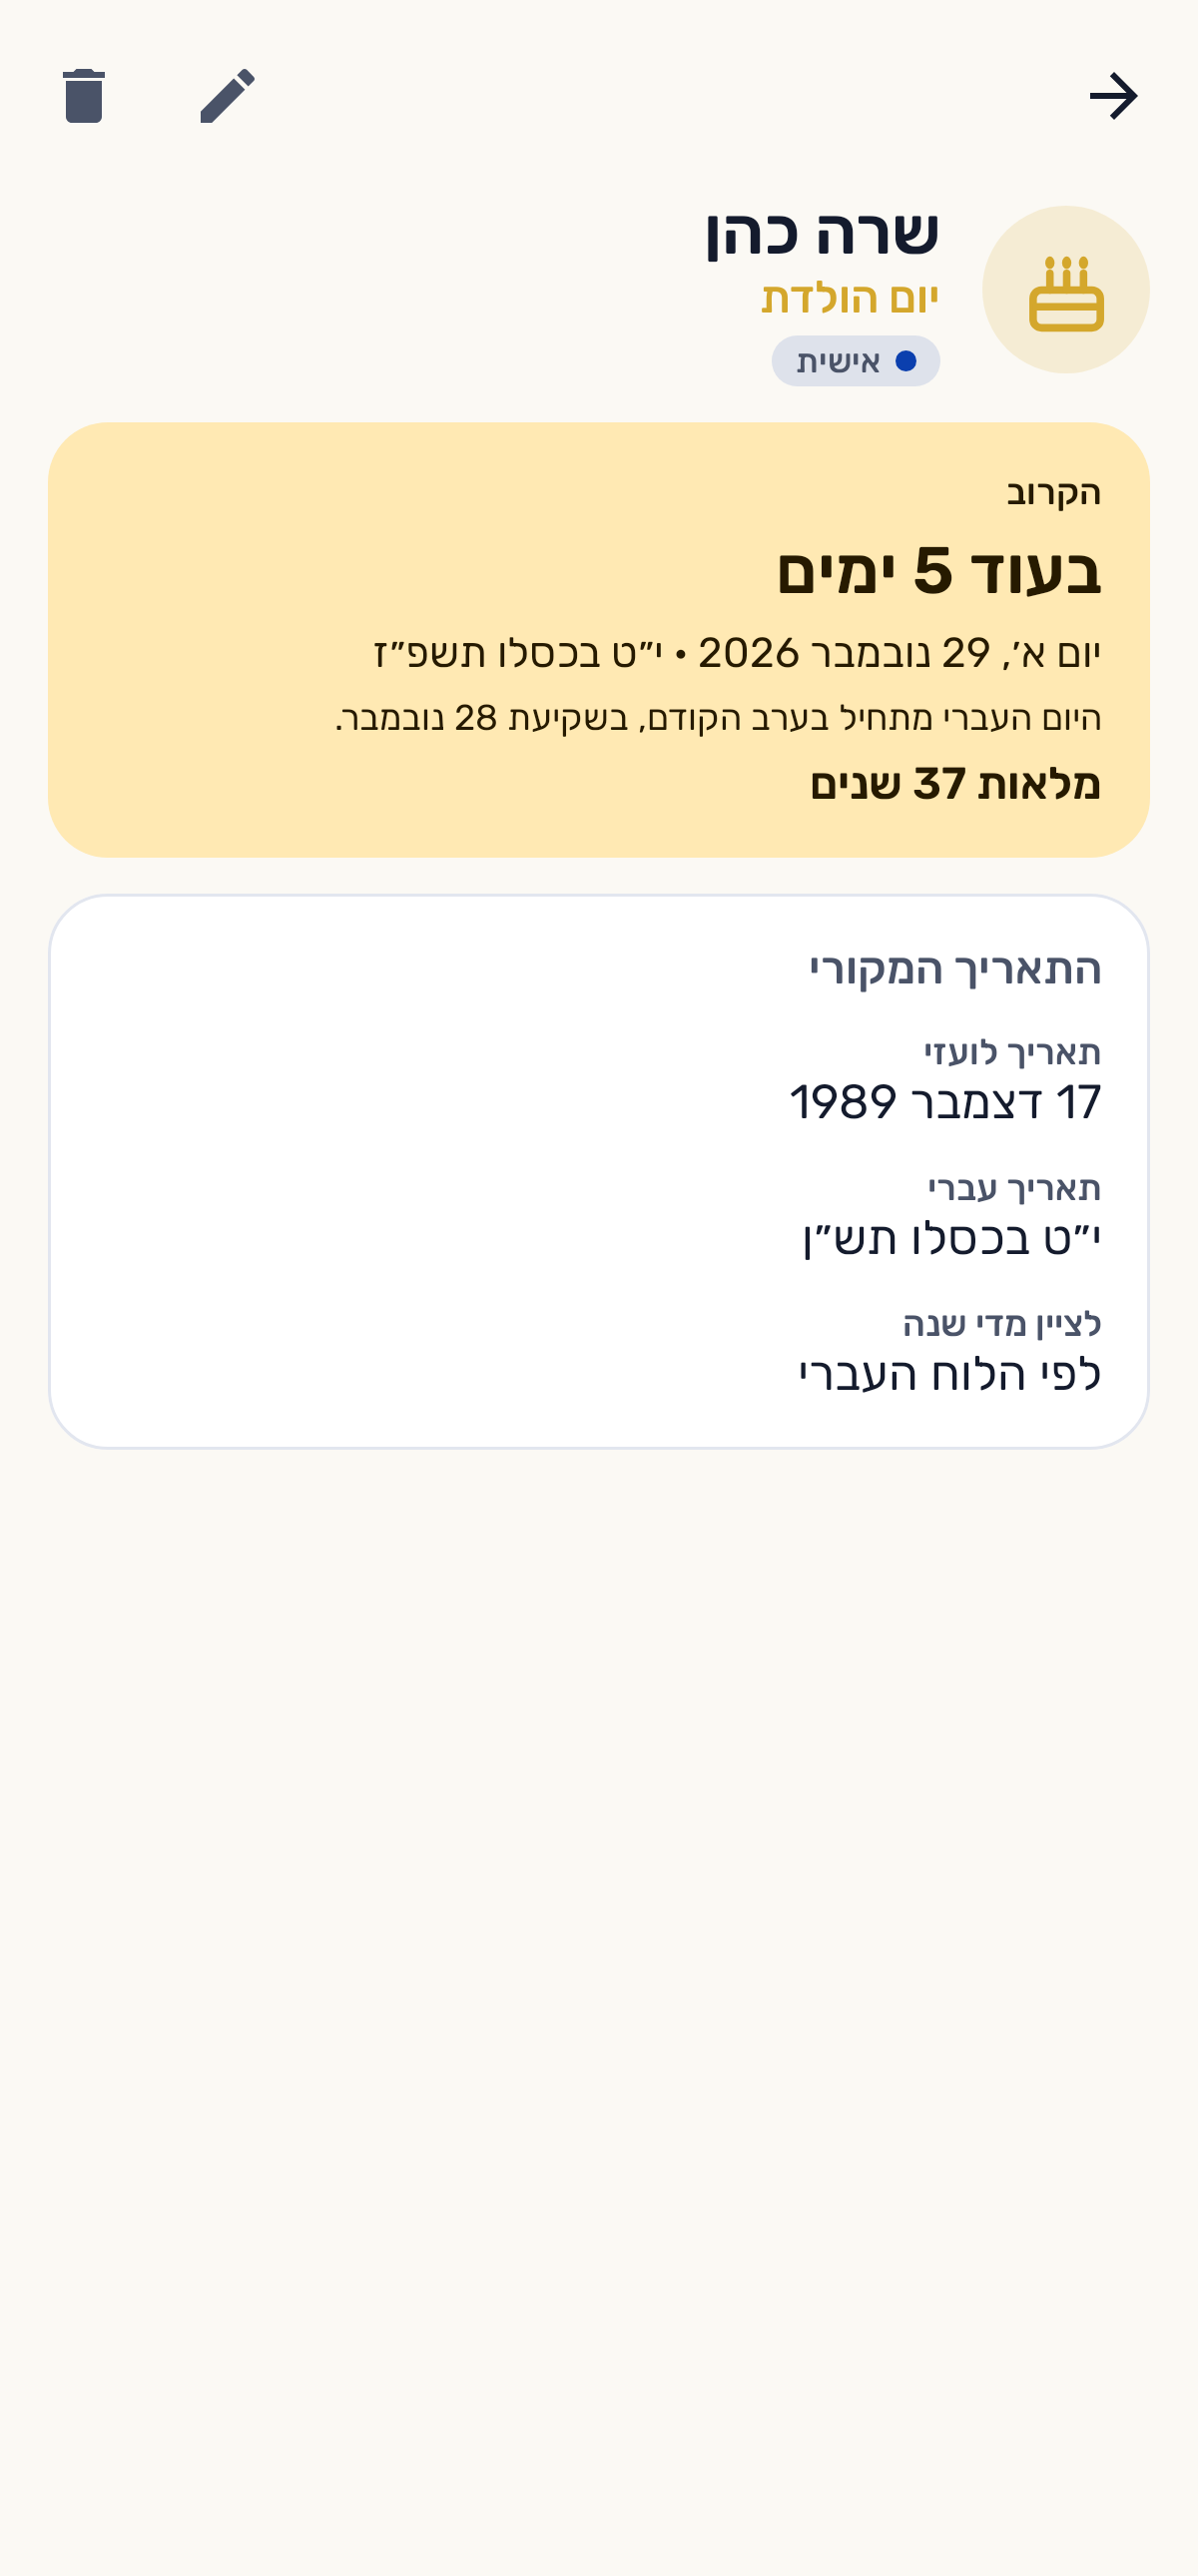 שרה כהן
יום הולדת
אישית
הקרוב
בעוד 5 ימים
יום א׳, 29 נובמבר 2026 • י״ט בכסלו תשפ״ז
היום העברי מתחיל בערב הקודם, בשקיעת 28 נובמבר.
מלאות 37 שנים
התאריך המקורי
תאריך לועזי
17 דצמבר 1989
תאריך עברי
י״ט בכסלו תש״ן
לציין מדי שנה
לפי הלוח העברי